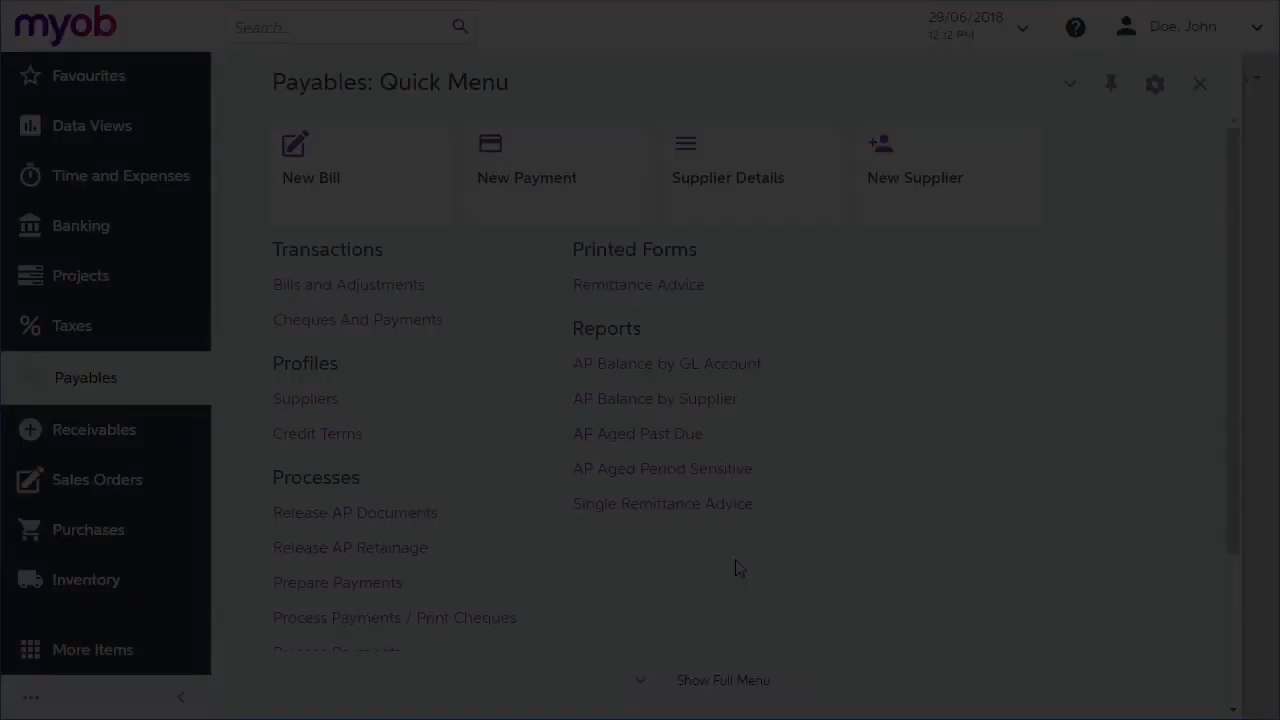 myob
Search...
29/06/2018
12:12 PM
Doe, John
Favourites
Data Views
Time and Expenses
Banking
Projects
Taxes
Payables
Receivables
Sales Orders
Purchases
Inventory
More Items
Payables: Quick Menu
New Bill
New Payment
Supplier Details
New Supplier
Transactions
Bills and Adjustments
Cheques And Payments
Profiles
Suppliers
Credit Terms
Processes
Release AP Documents
Release AP Retainage
Prepare Payments
Process Payments / Print Cheques
Printed Forms
Remittance Advice
Reports
AP Balance by GL Account
AP Balance by Supplier
AP Aged Past Due
AP Aged Period Sensitive
Single Remittance Advice
Show Full Menu